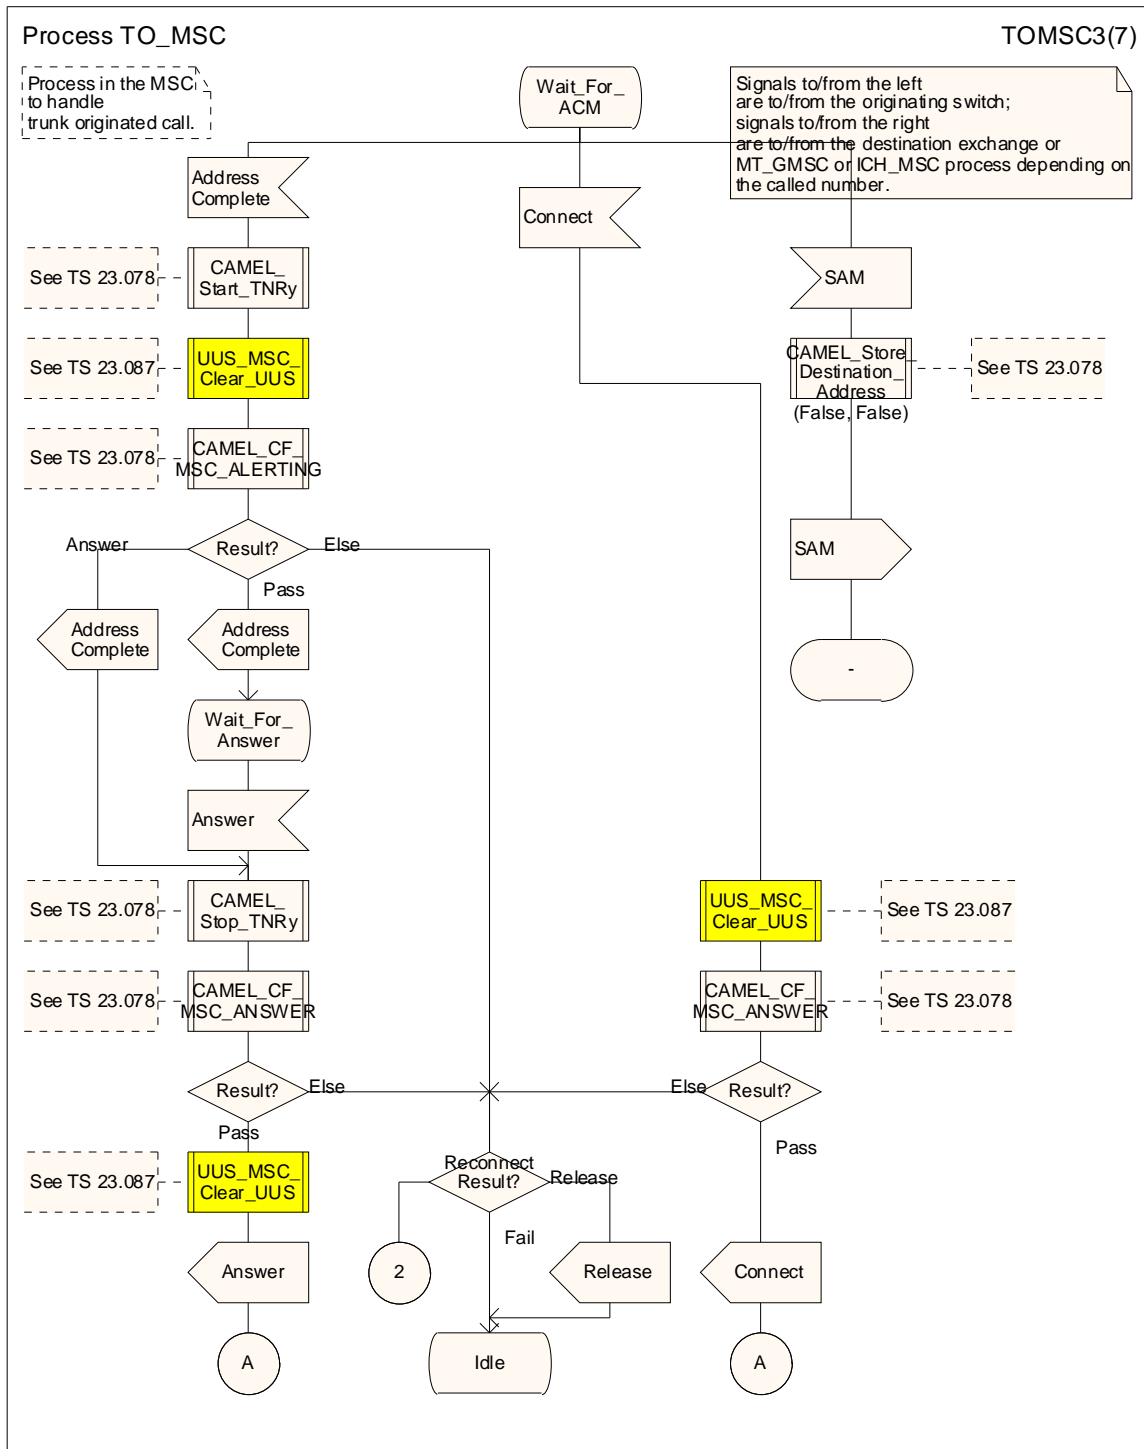 Process TO_MSC
TOMSC3(7)
Process in the MSC
to handle
trunk originated call.
Wait_For_
ACM
Signals to/from the left
are to/from the originating switch;
signals to/from the right
are to/from the destination exchange or
MT_GMSC or ICH_MSC process depending on
the called number.
Address
Complete
Connect
SAM
See TS 23.078
CAMEL_
Start_TNRy
See TS 23.087
UUS_MSC_
Clear_UUS
CAMEL_Store_
Destination_
Address
(False, False)
See TS 23.078
See TS 23.078
CAMEL_CF_
MSC_ALERTING
Answer
Result?
Else
Pass
SAM
Address
Complete
Address
Complete
-
Wait_For_
Answer
Answer
See TS 23.078
CAMEL_
Stop_TNRy
UUS_MSC_
Clear_UUS
See TS 23.087
See TS 23.078
CAMEL_CF_
MSC_ANSWER
CAMEL_CF_
MSC_ANSWER
See TS 23.078
Result?
Else
Else
Result?
Pass
Pass
See TS 23.087
UUS_MSC_
Clear_UUS
Reconnect
Result?
Release
Fail
Answer
2
Release
Connect
A
Idle
A